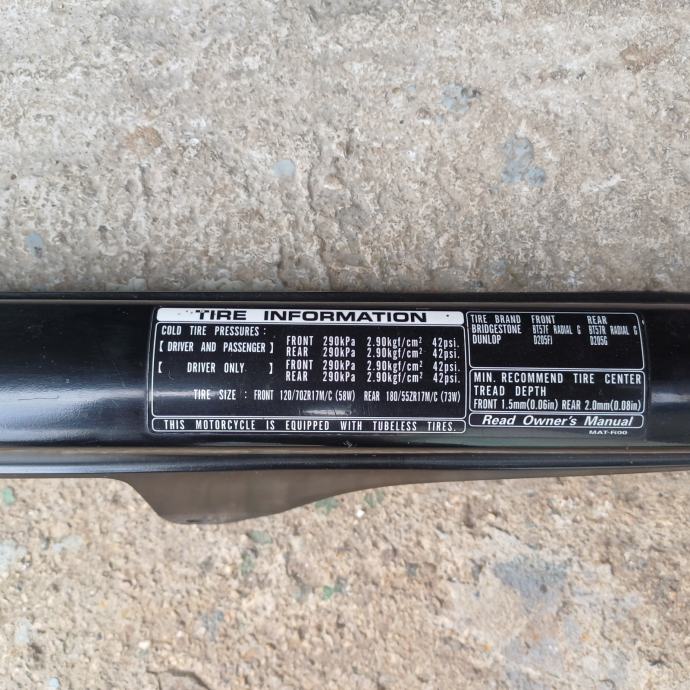 TIRE INFORMATION
COLD TIRE PRESSURES :
[ DRIVER AND PASSENGER ] FRONT 290kPa 2.90kgf/cm² 42psi.
REAR 290kPa 2.90kgf/cm² 42psi.
[ DRIVER ONLY ] FRONT 290kPa 2.90kgf/cm² 42psi.
REAR 290kPa 2.90kgf/cm² 42psi.
TIRE SIZE : FRONT 120/70ZR17M/C (58W) REAR 180/55ZR17M/C (73W)
THIS MOTORCYCLE IS EQUIPPED WITH TUBELESS TIRES.
TIRE BRAND FRONT REAR
BRIDGESTONE BT57F RADIAL G BT57R RADIAL G
DUNLOP D205FJ D205G
MIN. RECOMMEND TIRE CENTER
TREAD DEPTH
FRONT 1.5mm(0.06in) REAR 2.0mm(0.08in)
Read Owner's Manual